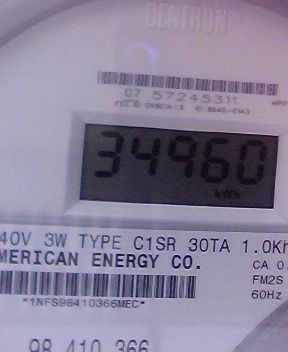 CENTRON
07 57245311
34960
kWh
40V 3W TYPE C1SR 30TA 1.0Kh
MERICAN ENERGY CO.
CA 0.
FM2S
60Hz
*1NFS98410366MEC*
98 410 366